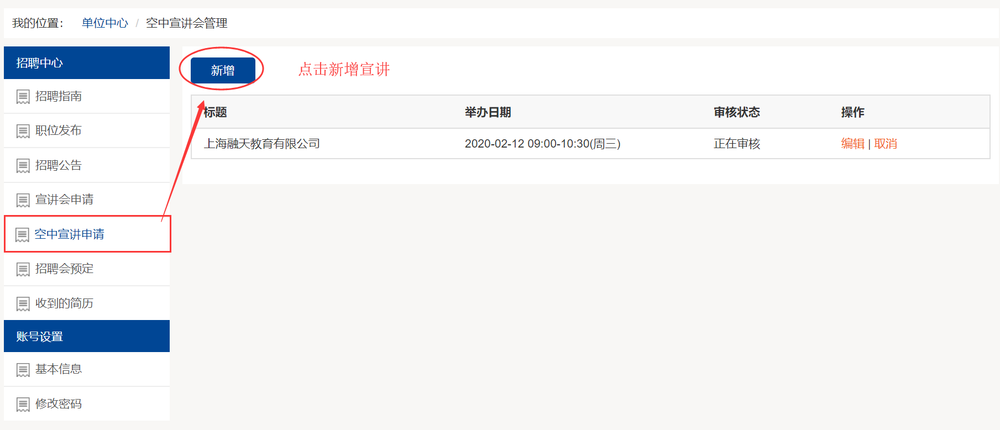 我的位置： 单位中心 / 空中宣讲会管理
招聘中心
招聘指南
职位发布
招聘公告
宣讲会申请
空中宣讲申请
招聘会预定
收到的简历
账号设置
基本信息
修改密码
新增 点击新增宣讲
标题 举办日期 审核状态 操作
上海融天教育有限公司 2020-02-12 09:00-10:30(周三) 正在审核 编辑 | 取消